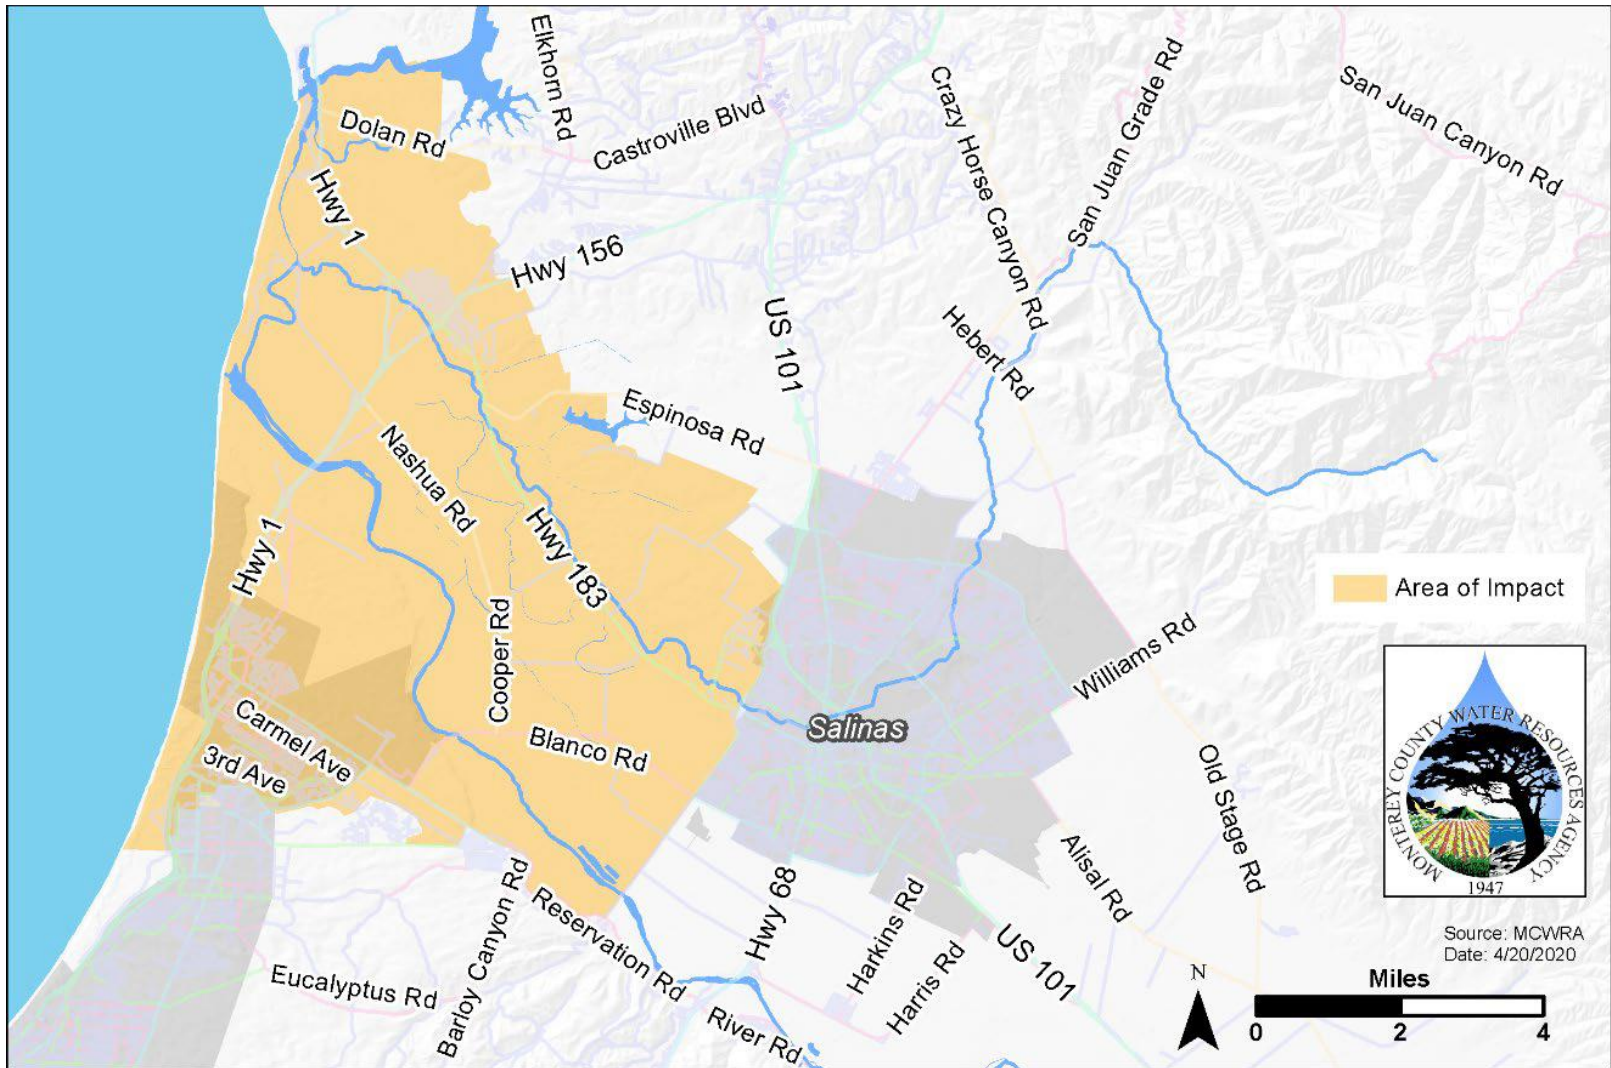 Elkhorn Rd
Dolan Rd
Castroville Blvd
Crazy Horse Canyon Rd
San Juan Grade Rd
San Juan Canyon Rd
Hwy 1
Hwy 156
US 101
Hebert Rd
Espinosa Rd
Nashua Rd
Hwy 1
Hwy 183
Cooper Rd
Area of Impact
Williams Rd
Salinas
Blanco Rd
Carmel Ave
3rd Ave
Old Stage Rd
Alisal Rd
MONTEREY COUNTY WATER RESOURCES AGENCY
1947
Hwy 68
Harkins Rd
Harris Rd
US 101
Reservation Rd
Barloy Canyon Rd
Eucalyptus Rd
River Rd
Source: MCWRA
Date: 4/20/2020
N
Miles
0 2 4